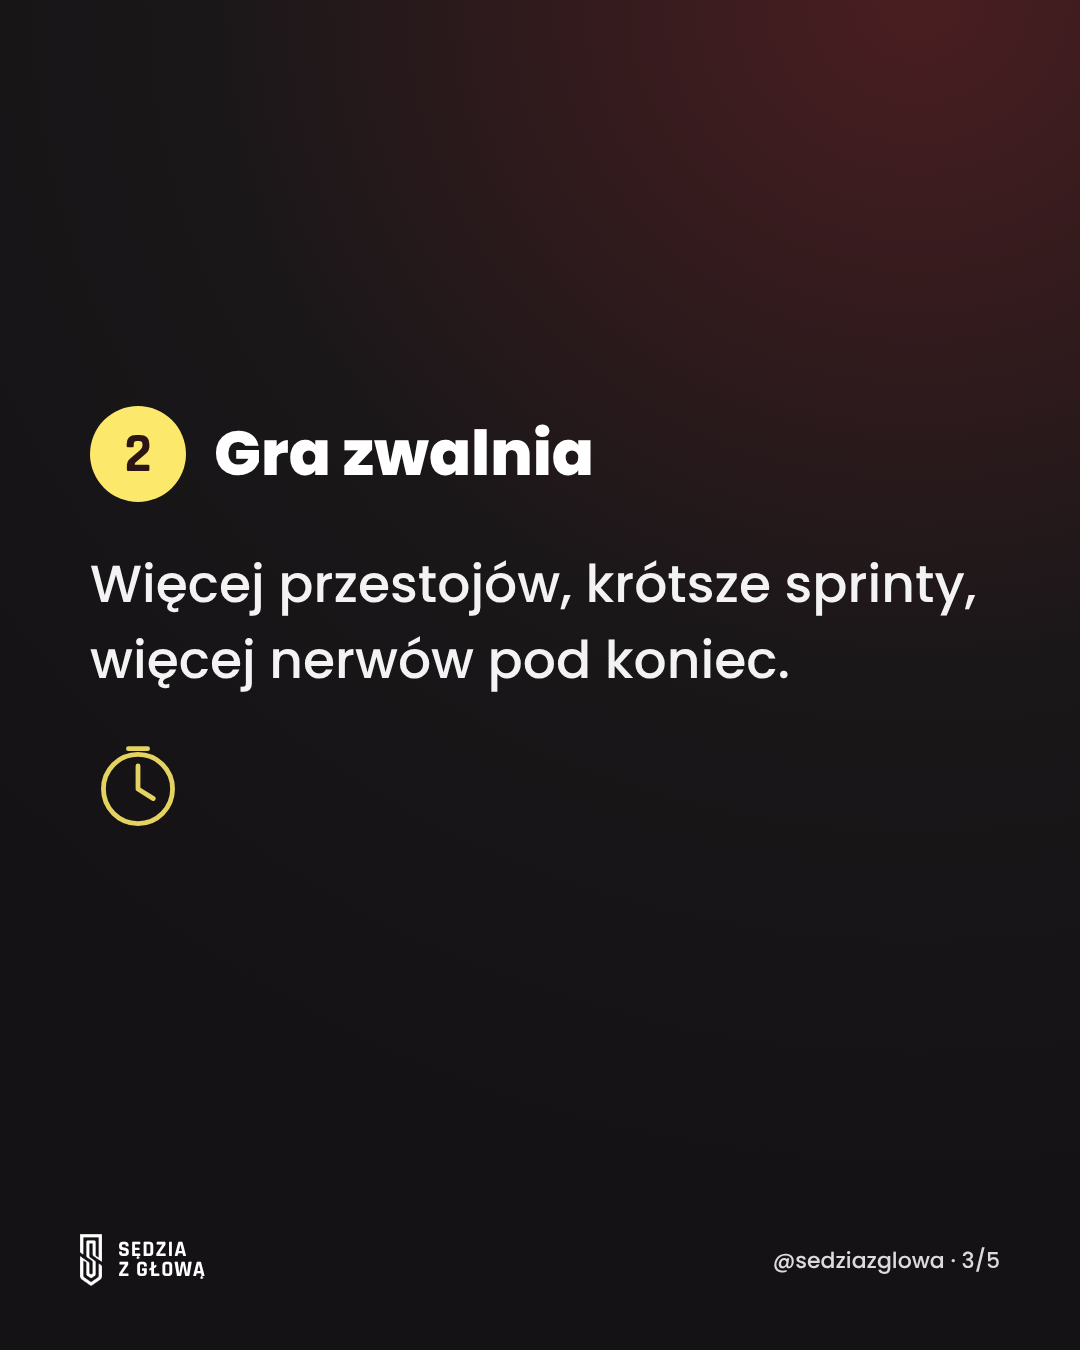 2 Gra zwalnia
Więcej przestojów, krótsze sprinty,
więcej nerwów pod koniec.
SĘDZIA
Z GŁOWĄ
@sedziazglowa · 3/5